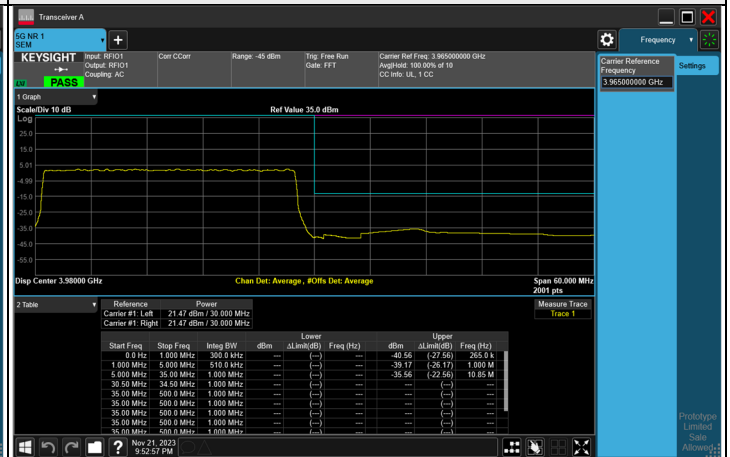 Transceiver A
5G NR 1
SEM
KEYSIGHT
LVI PASS
Input: RFIO1
Output: RFIO1
Coupling: AC
Corr CCorr
Range: -45 dBm
Trig: Free Run
Gate: FFT
Carrier Ref Freq: 3.965000000 GHz
Avg|Hold: 100.00% of 10
CC Info: UL, 1 CC
Frequency
Carrier Reference
Frequency
3.965000000 GHz
Settings
1 Graph
Scale/Div 10 dB
Ref Value 35.0 dBm
Log
25.0
15.0
5.01
-4.99
-15.0
-25.0
-35.0
-45.0
-55.0
Disp Center 3.98000 GHz
Chan Det: Average , #Offs Det: Average
Span 60.000 MHz
2001 pts
2 Table
Reference Power
Carrier #1: Left 21.47 dBm / 30.000 MHz
Carrier #1: Right 21.47 dBm / 30.000 MHz
Measure Trace
Trace 1
Lower Upper
Start Freq Stop Freq Integ BW dBm ΔLimit(dB) Freq (Hz) dBm ΔLimit(dB) Freq (Hz)
0.0 Hz 1.000 MHz 300.0 kHz --- (---) --- -40.56 (-27.56) 265.0 k
1.000 MHz 5.000 MHz 510.0 kHz --- (---) --- -39.17 (-26.17) 1.000 M
5.000 MHz 35.00 MHz 1.000 MHz --- (---) --- -35.56 (-22.56) 10.85 M
30.50 MHz 34.50 MHz 1.000 MHz --- (---) --- --- (---) ---
35.00 MHz 500.0 MHz 1.000 MHz --- (---) --- --- (---) ---
35.00 MHz 500.0 MHz 1.000 MHz --- (---) --- --- (---) ---
35.00 MHz 500.0 MHz 1.000 MHz --- (---) --- --- (---) ---
35.00 MHz 500.0 MHz 1.000 MHz --- (---) --- --- (---) ---
35.00 MHz 500.0 MHz 1.000 MHz --- (---) --- --- (---) ---
Prototype
Limited
Sale
Allowed
Nov 21, 2023
9:52:57 PM